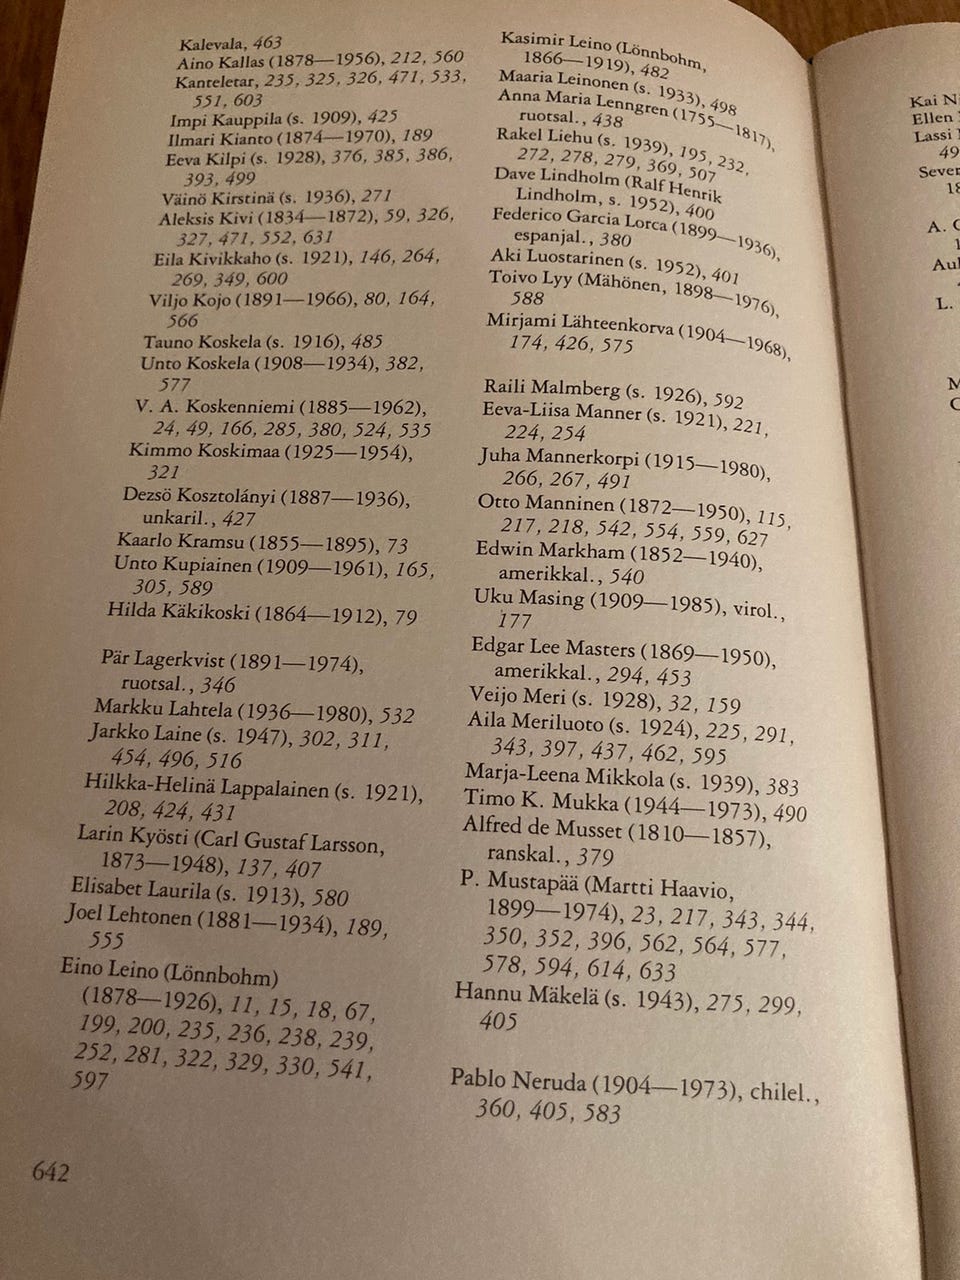 Kalevala, 463
Aino Kallas (1878—1956), 212, 560
Kanteletar, 235, 325, 326, 471, 533,
551, 603
Impi Kauppila (s. 1909), 425
Ilmari Kianto (1874—1970), 189
Eeva Kilpi (s. 1928), 376, 385, 386,
393, 499
Väinö Kirstinä (s. 1936), 271
Aleksis Kivi (1834—1872), 59, 326,
327, 471, 552, 631
Eila Kivikkaho (s. 1921), 146, 264,
269, 349, 600
Viljo Kojo (1891—1966), 80, 164,
566
Tauno Koskela (s. 1916), 485
Unto Koskela (1908—1934), 382,
577
V. A. Koskenniemi (1885—1962),
24, 49, 166, 285, 380, 524, 535
Kimmo Koskimaa (1925—1954),
321
Dezsö Kosztolányi (1887—1936),
unkaril., 427
Kaarlo Kramsu (1855—1895), 73
Unto Kupiainen (1909—1961), 165,
305, 589
Hilda Käkikoski (1864—1912), 79
Pär Lagerkvist (1891—1974),
ruotsal., 346
Markku Lahtela (1936—1980), 532
Jarkko Laine (s. 1947), 302, 311,
454, 496, 516
Hilkka-Helinä Lappalainen (s. 1921),
208, 424, 431
Larin Kyösti (Carl Gustaf Larsson,
1873—1948), 137, 407
Elisabet Laurila (s. 1913), 580
Joel Lehtonen (1881—1934), 189,
555
Eino Leino (Lönnbohm)
(1878—1926), 11, 15, 18, 67,
199, 200, 235, 236, 238, 239,
252, 281, 322, 329, 330, 541,
597
Kasimir Leino (Lönnbohm,
1866—1919), 482
Maaria Leinonen (s. 1933), 498
Anna Maria Lenngren (1755—1817),
ruotsal., 438
Rakel Liehu (s. 1939), 195, 232,
272, 278, 279, 369, 507
Dave Lindholm (Ralf Henrik
Lindholm, s. 1952), 400
Federico Garcia Lorca (1899—1936),
espanjal., 380
Aki Luostarinen (s. 1952), 401
Toivo Lyy (Mähönen, 1898—1976),
588
Mirjami Lähteenkorva (1904—1968),
174, 426, 575
Raili Malmberg (s. 1926), 592
Eeva-Liisa Manner (s. 1921), 221,
224, 254
Juha Mannerkorpi (1915—1980),
266, 267, 491
Otto Manninen (1872—1950), 115,
217, 218, 542, 554, 559, 627
Edwin Markham (1852—1940),
amerikkal., 540
Uku Masing (1909—1985), virol.,
177
Edgar Lee Masters (1869—1950),
amerikkal., 294, 453
Veijo Meri (s. 1928), 32, 159
Aila Meriluoto (s. 1924), 225, 291,
343, 397, 437, 462, 595
Marja-Leena Mikkola (s. 1939), 383
Timo K. Mukka (1944—1973), 490
Alfred de Musset (1810—1857),
ranskal., 379
P. Mustapää (Martti Haavio,
1899—1974), 23, 217, 343, 344,
350, 352, 396, 562, 564, 577,
578, 594, 614, 633
Hannu Mäkelä (s. 1943), 275, 299,
405
Pablo Neruda (1904—1973), chilel.,
360, 405, 583
642
Kai
Ellen
Lassi
49
18
A.
L.